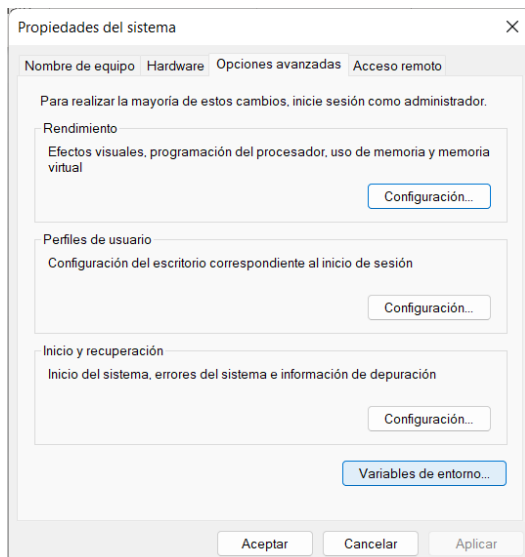 Propiedades del sistema
Nombre de equipo Hardware Opciones avanzadas Acceso remoto
Para realizar la mayoría de estos cambios, inicie sesión como administrador.
Rendimiento
Efectos visuales, programación del procesador, uso de memoria y memoria
virtual
Configuración...
Perfiles de usuario
Configuración del escritorio correspondiente al inicio de sesión
Configuración...
Inicio y recuperación
Inicio del sistema, errores del sistema e información de depuración
Configuración...
Variables de entorno...
Aceptar Cancelar Aplicar